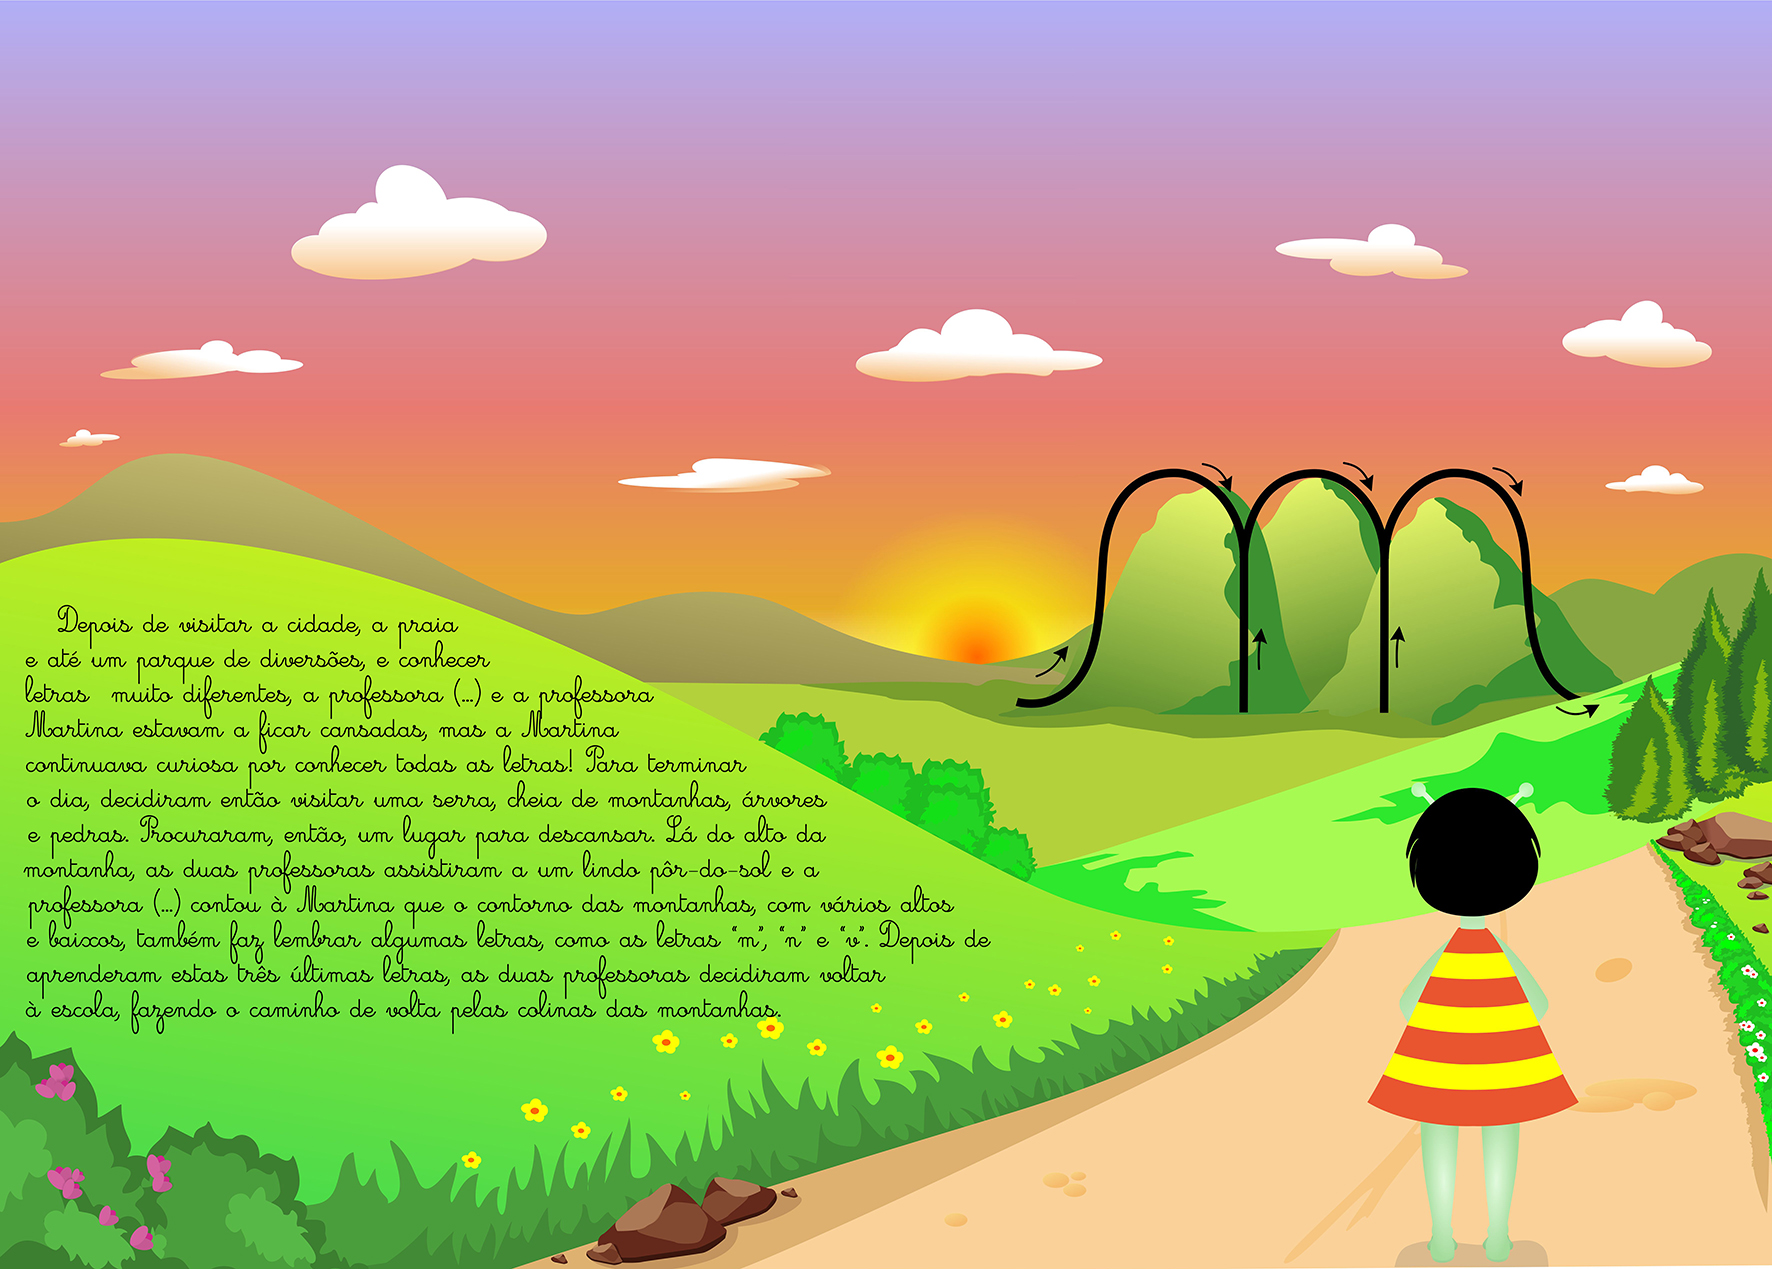 Depois de visitar a cidade, a praia
e até um parque de diversões, e conhecer
letras muito diferentes, a professora (...) e a professora
Martina estavam a ficar cansadas, mas a Martina
continuava curiosa por conhecer todas as letras! Para terminar
o dia, decidiram então visitar uma serra, cheia de montanhas, árvores
e pedras. Procuraram, então, um lugar para descansar. Lá do alto da
montanha, as duas professoras assistiram a um lindo pôr-do-sol e a
professora (...) contou à Martina que o contorno das montanhas, com vários altos
e baixos, também faz lembrar algumas letras, como as letras “m”, “n” e “v”. Depois de
aprenderam estas três últimas letras, as duas professoras decidiram voltar
à escola, fazendo o caminho de volta pelas colinas das montanhas.
m